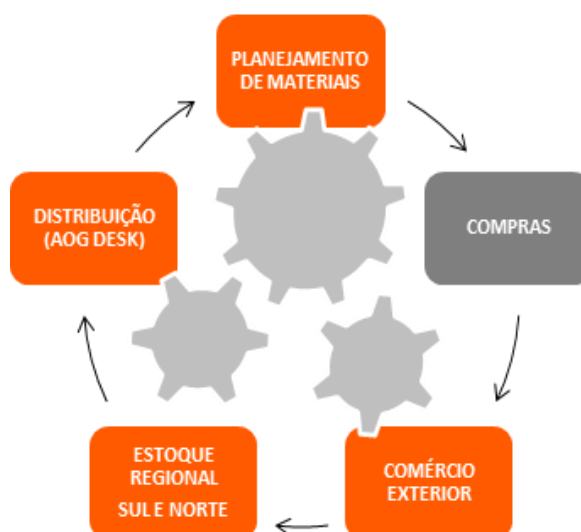 PLANEJAMENTO
DE MATERIAIS
COMPRAS
COMÉRCIO
EXTERIOR
ESTOQUE
REGIONAL
SUL E NORTE
DISTRIBUIÇÃO
(AOG DESK)